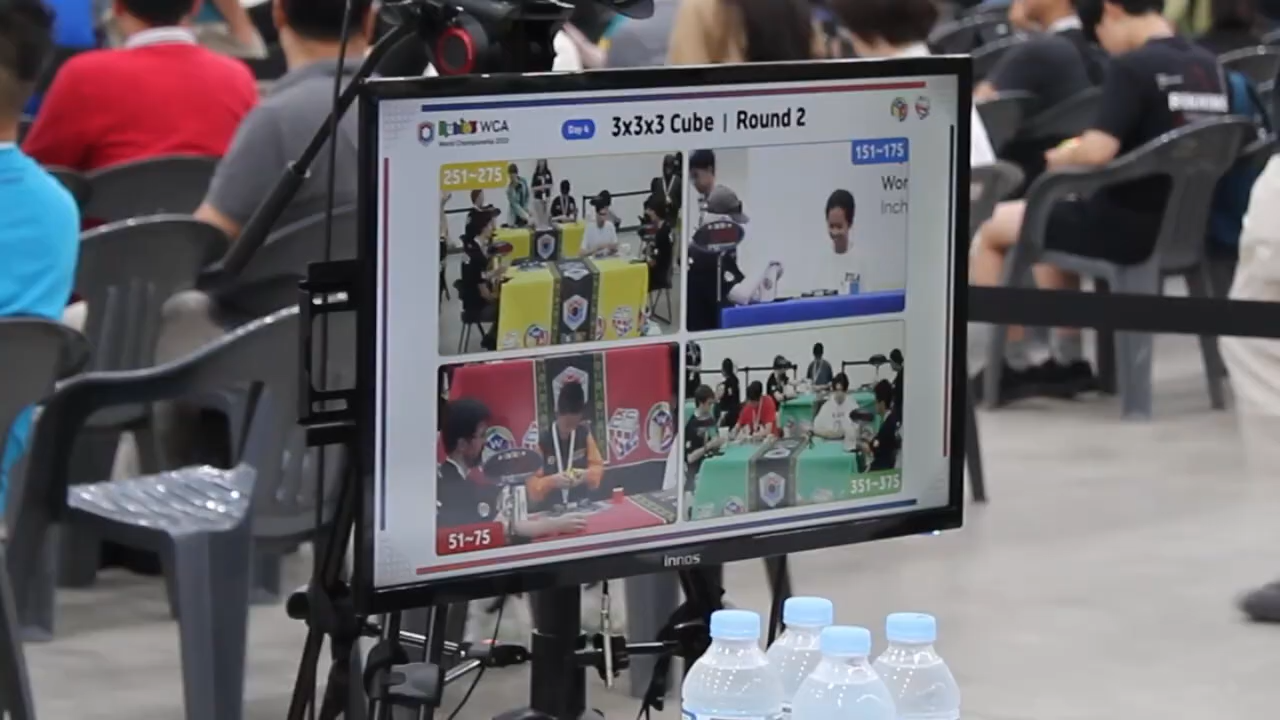 Rubik's WCA
World Championship 2023
Day 4
3x3x3 Cube | Round 2
251~275
151~175
Wor
Inch
51~75
351~375
innos